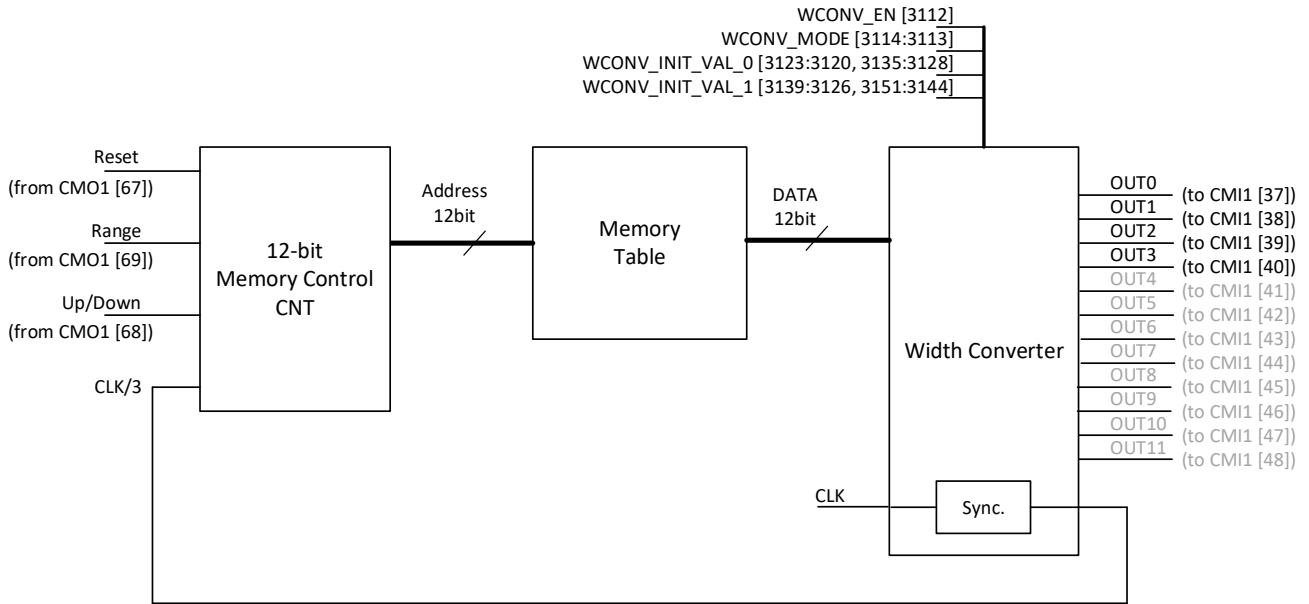 WCONV_EN [3112]
WCONV_MODE [3114:3113]
WCONV_INIT_VAL_0 [3123:3120, 3135:3128]
WCONV_INIT_VAL_1 [3139:3126, 3151:3144]
Reset
(from CMO1 [67])
Range
(from CMO1 [69])
Up/Down
(from CMO1 [68])
CLK/3
12-bit
Memory Control
CNT
Address
12bit
Memory
Table
DATA
12bit
Width Converter
OUT0 (to CMI1 [37])
OUT1 (to CMI1 [38])
OUT2 (to CMI1 [39])
OUT3 (to CMI1 [40])
OUT4 (to CMI1 [41])
OUT5 (to CMI1 [42])
OUT6 (to CMI1 [43])
OUT7 (to CMI1 [44])
OUT8 (to CMI1 [45])
OUT9 (to CMI1 [46])
OUT10 (to CMI1 [47])
OUT11 (to CMI1 [48])
CLK
Sync.